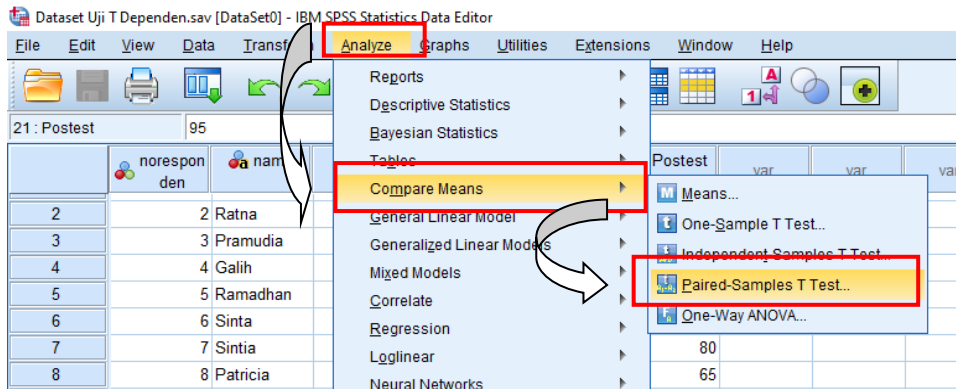 Dataset Uji T Dependen.sav [DataSet0] - IBM SPSS Statistics Data Editor
File Edit View Data Transform Analyze Graphs Utilities Extensions Window Help
Reports
Descriptive Statistics
21 : Postest 95
Bayesian Statistics
norespon
den
nam
Tables
Postest var var va
Compare Means
Means...
2 2 Ratna
General Linear Model
One-Sample T Test...
3 3 Pramudia
Generalized Linear Models
Independent-Samples T Test...
4 4 Galih
Mixed Models
Paired-Samples T Test...
5 5 Ramadhan
Correlate
One-Way ANOVA...
6 6 Sinta
Regression
7 7 Sintia
Loglinear
80
8 8 Patricia
Neural Networks
65